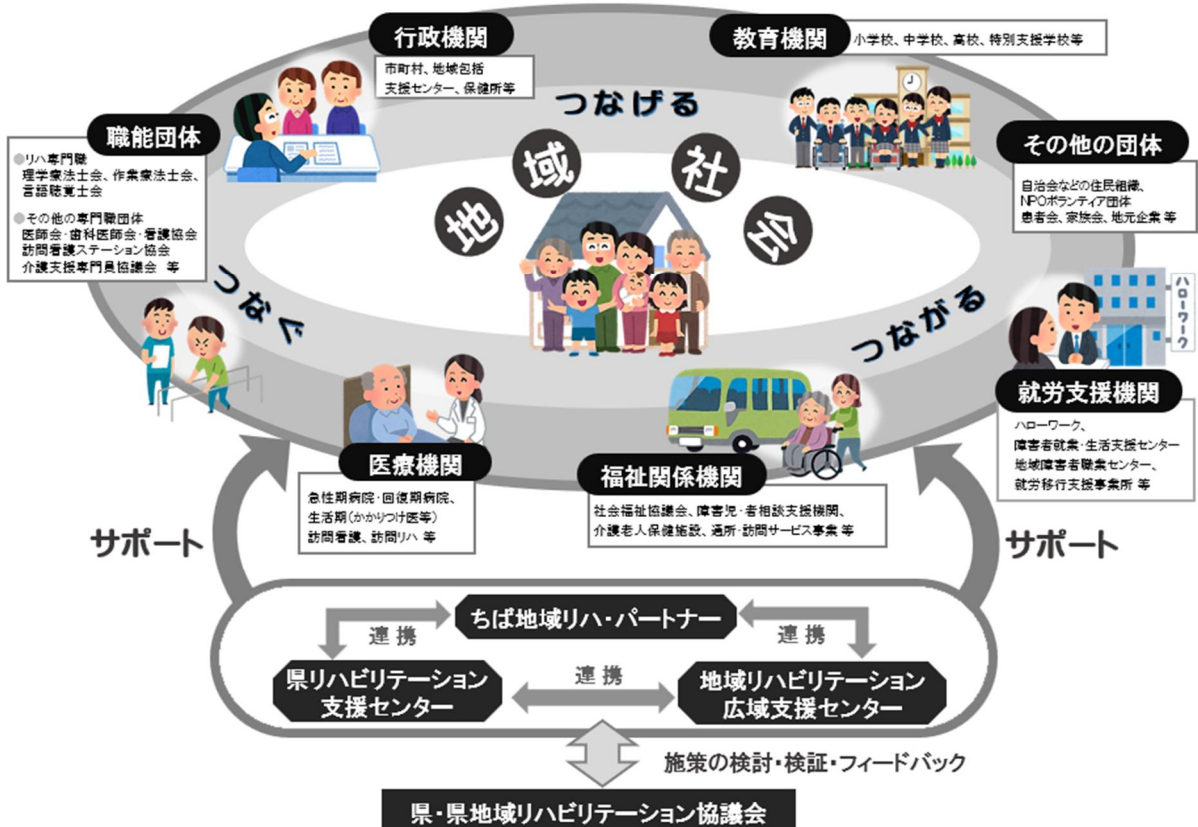 行政機関
市町村、地域包括
支援センター、保健所等
教育機関
小学校、中学校、高校、特別支援学校等
職能団体
●リハ専門職
理学療法士会、作業療法士会、
言語聴覚士会
●その他の専門職団体
医師会・歯科医師会・看護協会
訪問看護ステーション協会
介護支援専門員協議会 等
その他の団体
自治会などの住民組織、
NPOボランティア団体
患者会、家族会、地元企業 等
つなげる
地域社会
つなぐ
つながる
ハローワーク
就労支援機関
ハローワーク、
障害者就業・生活支援センター
地域障害者職業センター、
就労移行支援事業所 等
医療機関
急性期病院・回復期病院、
生活期(かかりつけ医等)
訪問看護、訪問リハ 等
福祉関係機関
社会福祉協議会、障害児・者相談支援機関、
介護老人保健施設、通所・訪問サービス事業 等
サポート
サポート
ちば地域リハ・パートナー
連携
連携
県リハビリテーション
支援センター
連携
地域リハビリテーション
広域支援センター
施策の検討・検証・フィードバック
県・県地域リハビリテーション協議会